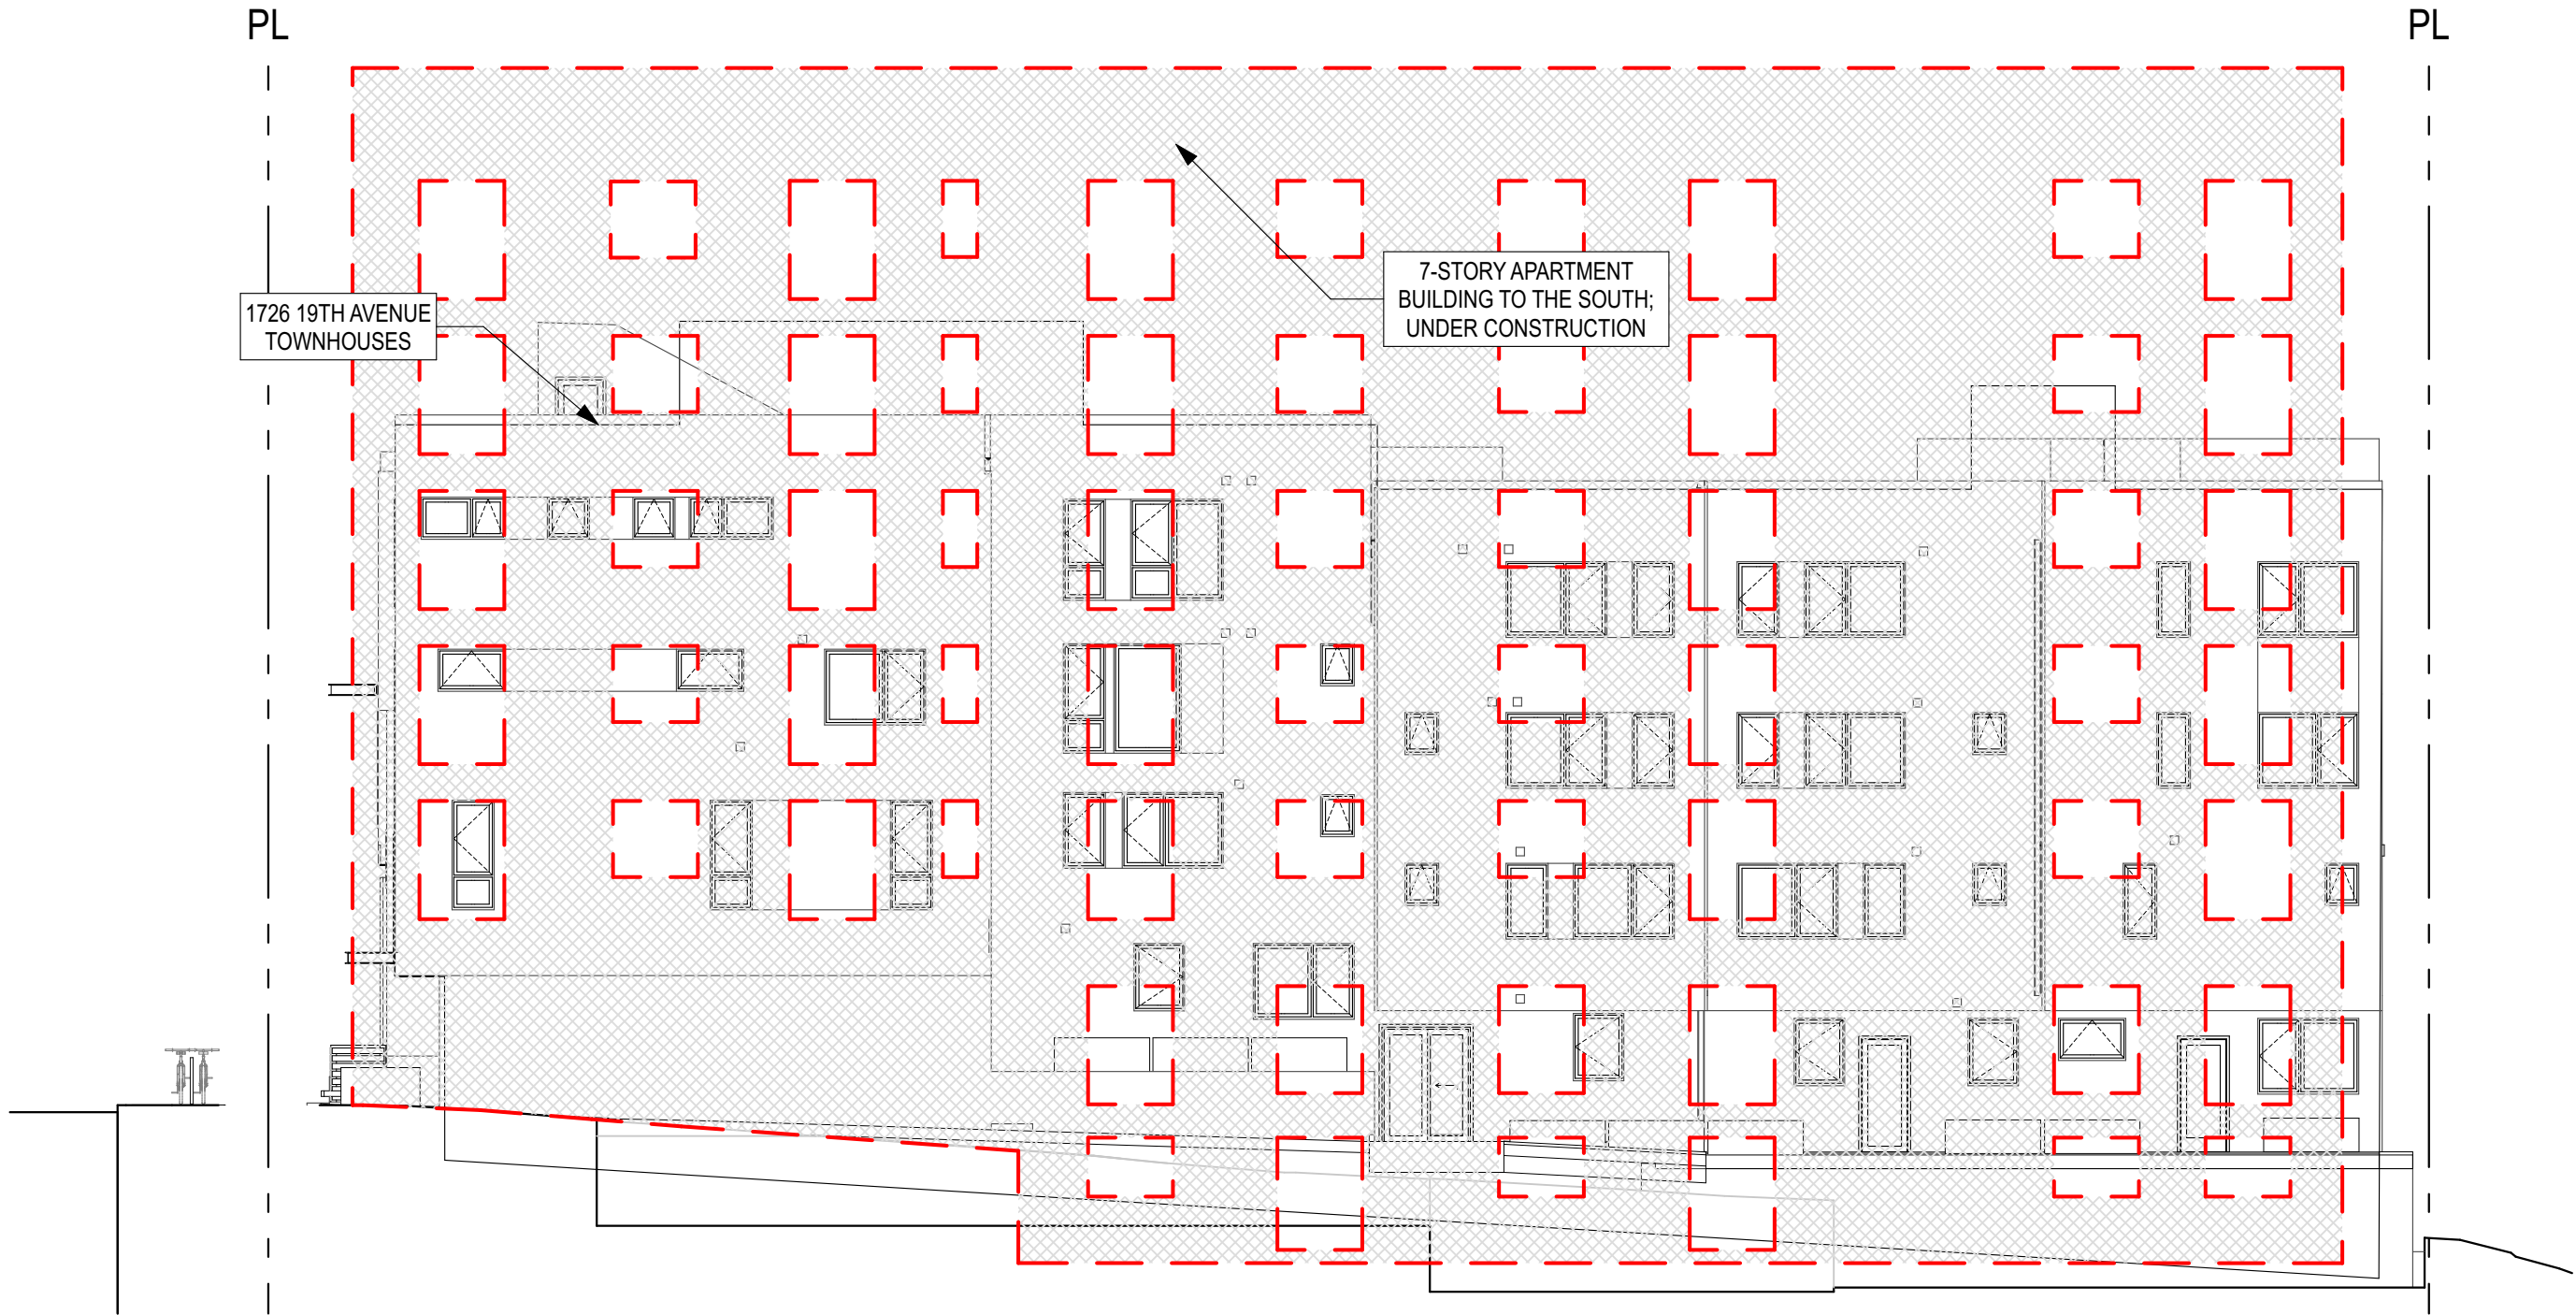 PL
PL
7-STORY APARTMENT
BUILDING TO THE SOUTH;
UNDER CONSTRUCTION
1726 19TH AVENUE
TOWNHOUSES